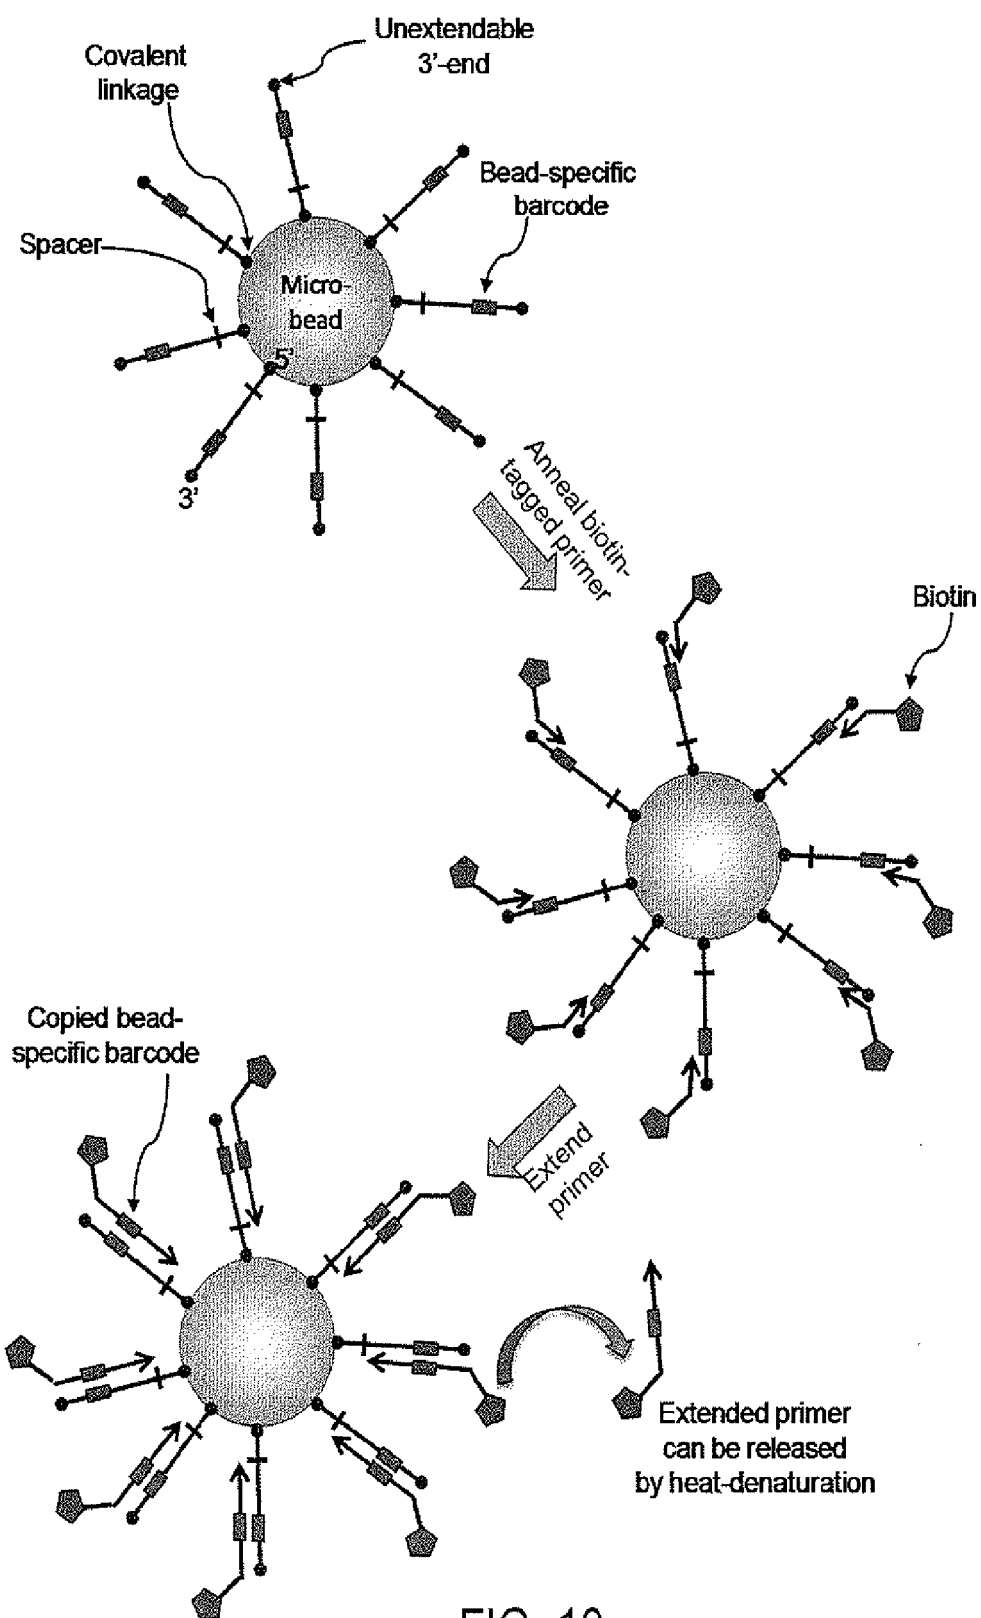 Unextendable
3'-end
Covalent
linkage
Bead-specific
barcode
Spacer
Micro-
bead
5'
3'
Anneal biotin-
tagged primer
Biotin
Copied bead-
specific barcode
Extend
primer
Extended primer
can be released
by heat-denaturation